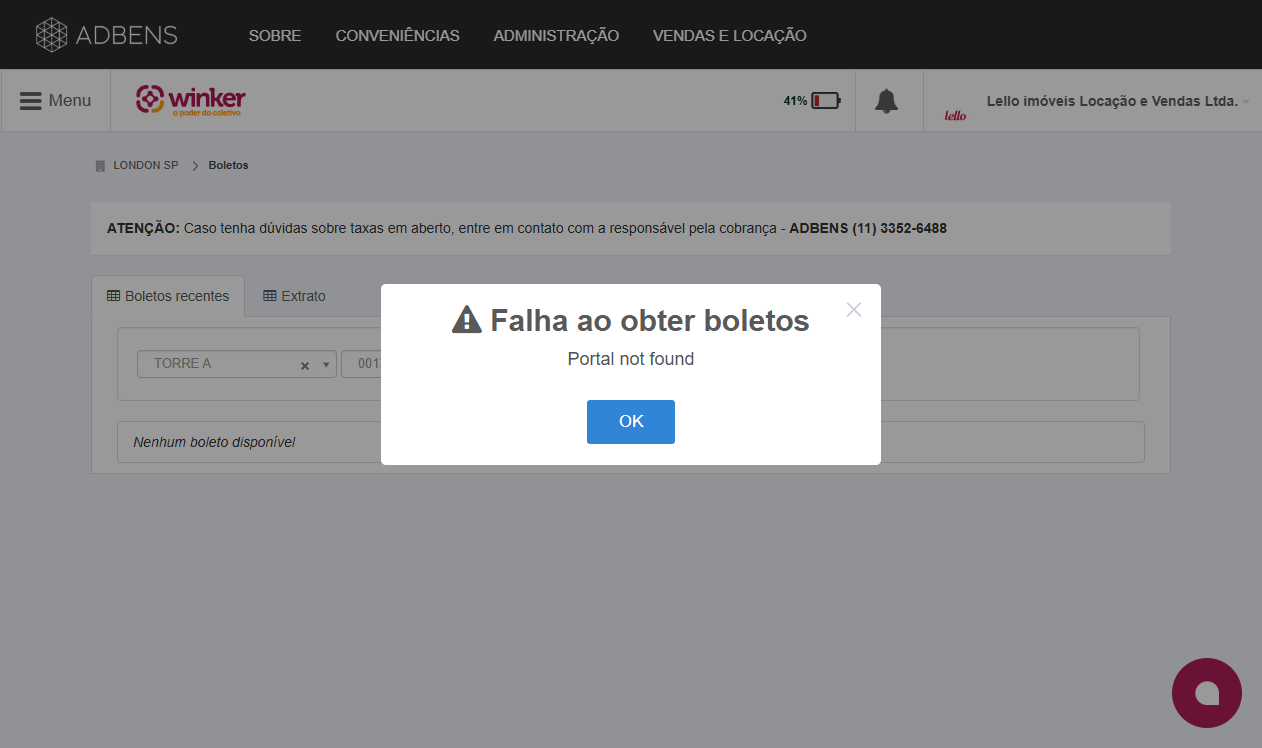 ADBENS SOBRE CONVENIÊNCIAS ADMINISTRAÇÃO VENDAS E LOCAÇÃO
Menu winker 41% lello Lello imóveis Locação e Vendas Ltda.
o poder do coletivo
LONDON SP Boletos
ATENÇÃO: Caso tenha dúvidas sobre taxas em aberto, entre em contato com a responsável pela cobrança - ADBENS (11) 3352-6488
Boletos recentes Extrato
Falha ao obter boletos
Portal not found
TORRE A
OK
Nenhum boleto disponível